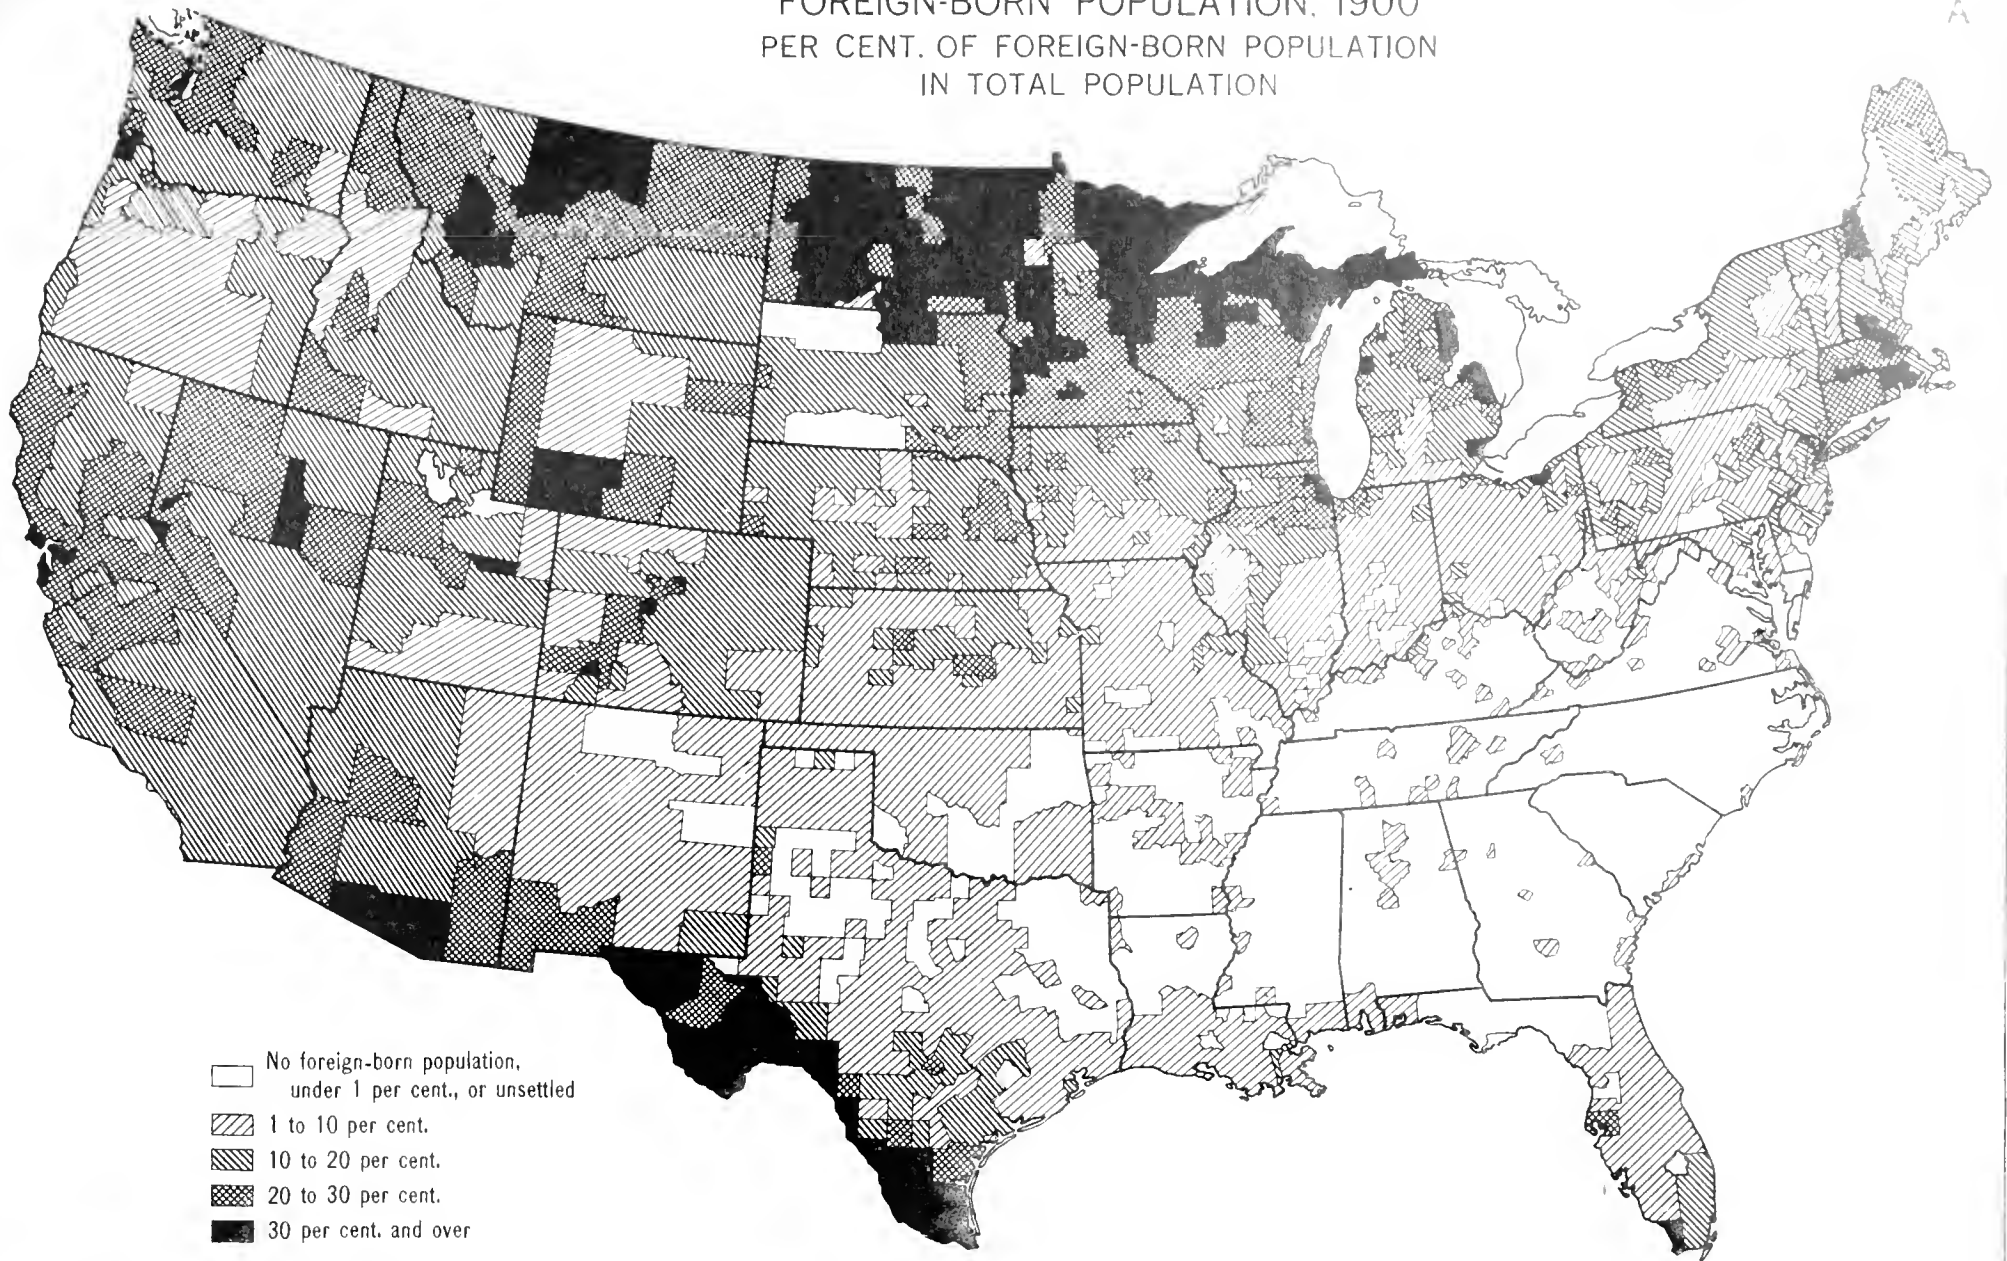 FOREIGN-BORN POPULATION, 1900
PER CENT. OF FOREIGN-BORN POPULATION
IN TOTAL POPULATION
A
No foreign-born population,
under 1 per cent., or unsettled
1 to 10 per cent.
10 to 20 per cent.
20 to 30 per cent.
30 per cent. and over